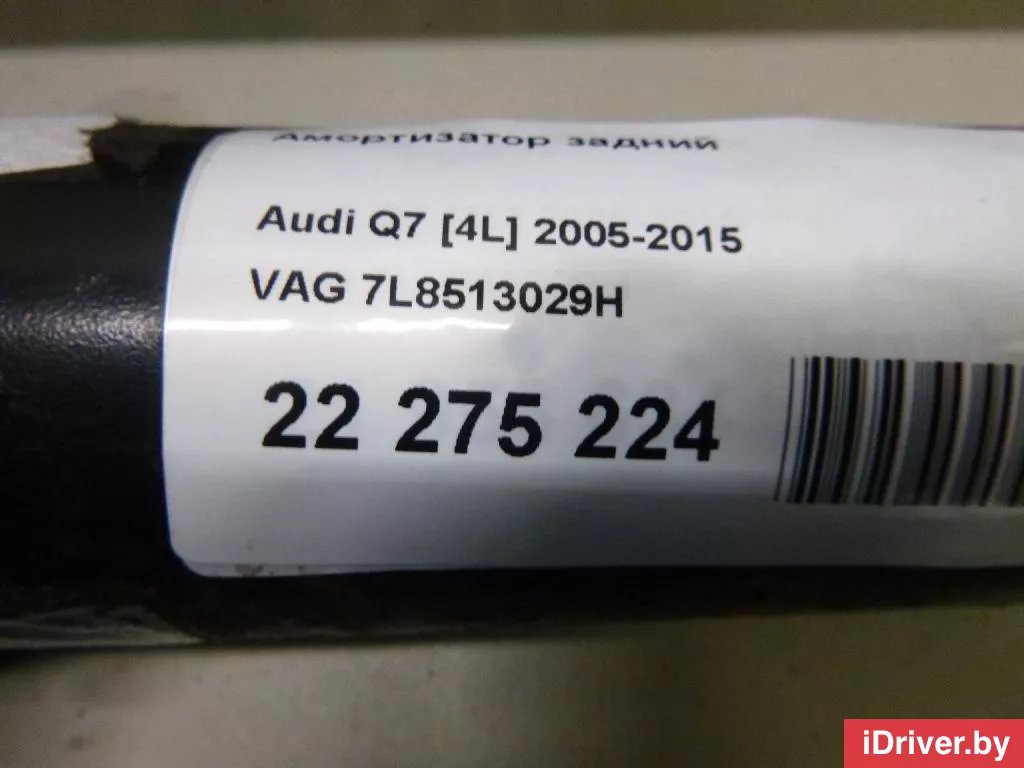 Амортизатор задний
Audi Q7 [4L] 2005-2015
VAG 7L8513029H
22 275 224
iDriver.by